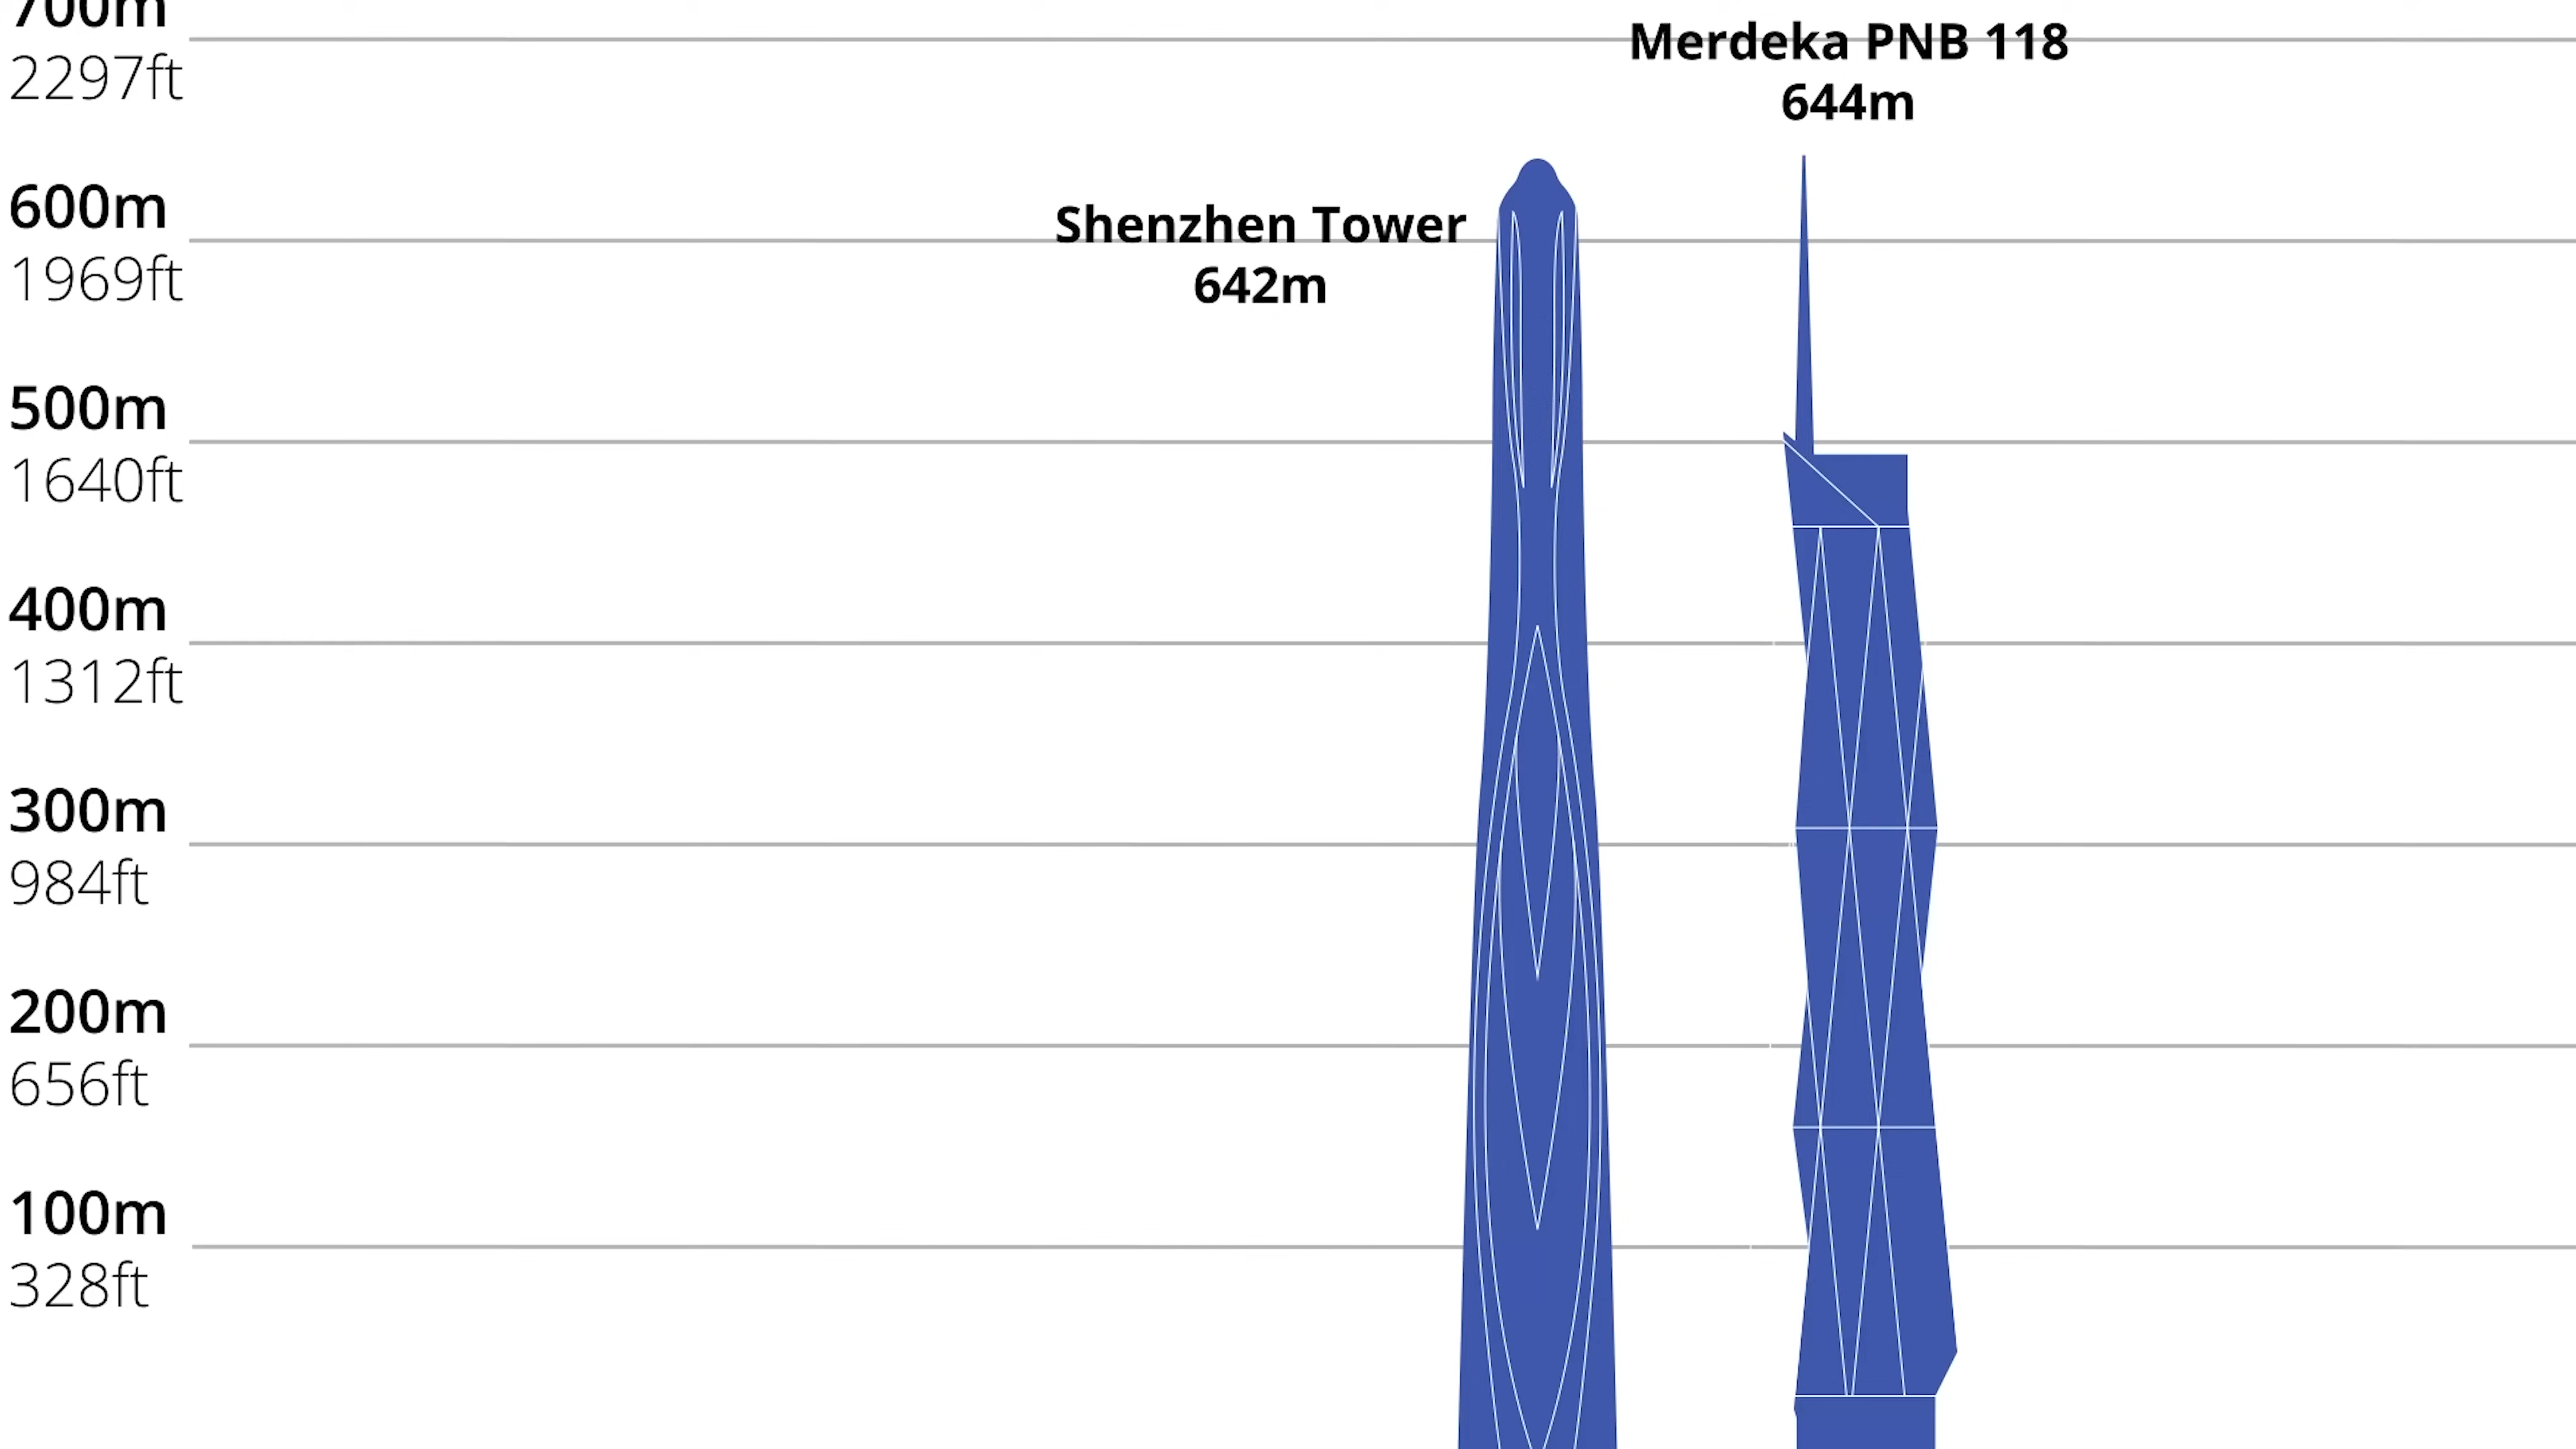 700m
2297ft
Merdeka PNB 118
644m
600m
1969ft
Shenzhen Tower
642m
500m
1640ft
400m
1312ft
300m
984ft
200m
656ft
100m
328ft